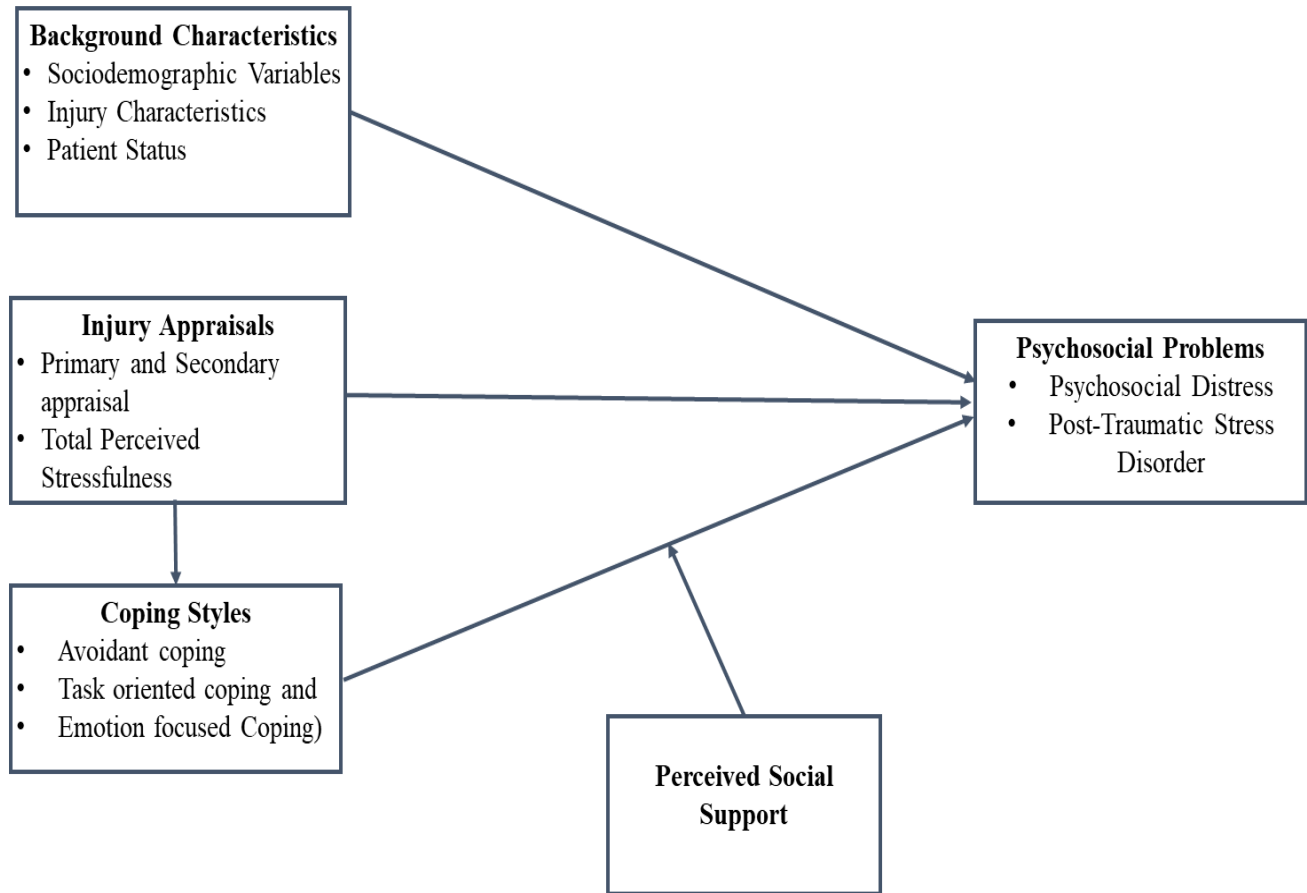 Background Characteristics
• Sociodemographic Variables
• Injury Characteristics
• Patient Status
Injury Appraisals
• Primary and Secondary
appraisal
• Total Perceived
Stressfulness
Psychosocial Problems
• Psychosocial Distress
• Post-Traumatic Stress
Disorder
Coping Styles
• Avoidant coping
• Task oriented coping and
• Emotion focused Coping)
Perceived Social
Support